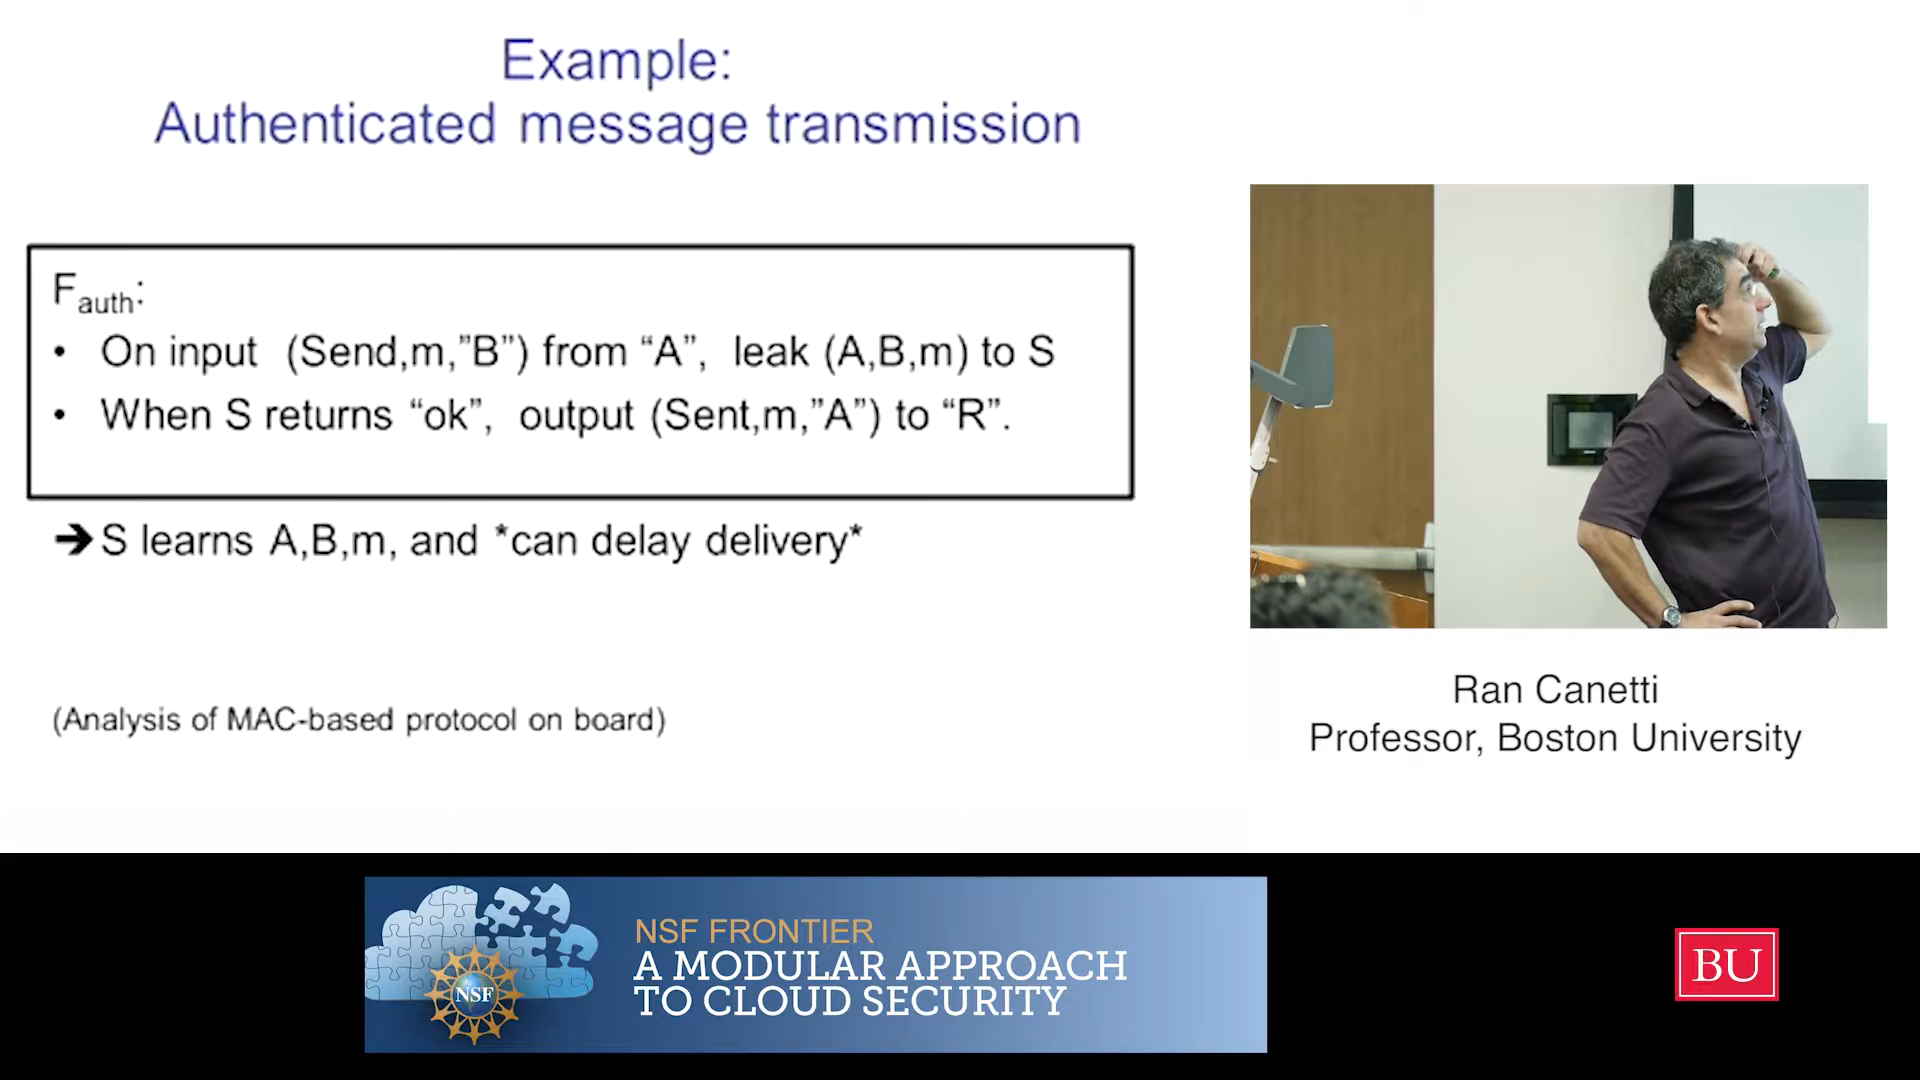 Example:
Authenticated message transmission
Fauth:
• On input (Send,m,”B”) from “A”, leak (A,B,m) to S
• When S returns “ok”, output (Sent,m,”A”) to “R”.
➔ S learns A,B,m, and *can delay delivery*
(Analysis of MAC-based protocol on board)
Ran Canetti
Professor, Boston University
NSF FRONTIER
A MODULAR APPROACH
TO CLOUD SECURITY
NSF
BU